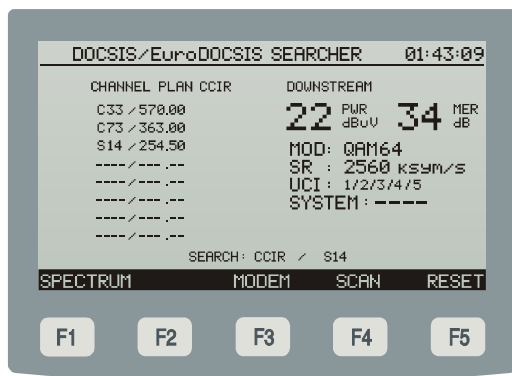 DOCSIS/EuroDOCSIS SEARCHER 01:43:09
CHANNEL PLAN CCIR
C33/570.00
C73/363.00
S14/254.50
----/---.--
----/---.--
----/---.--
----/---.--
----/---.--
DOWNSTREAM
22 PWR dBuV 34 MER dB
MOD: QAM64
SR : 2560 ksym/s
UCI: 1/2/3/4/5
SYSTEM:----
SEARCH: CCIR / S14
SPECTRUM MODEM SCAN RESET
F1 F2 F3 F4 F5